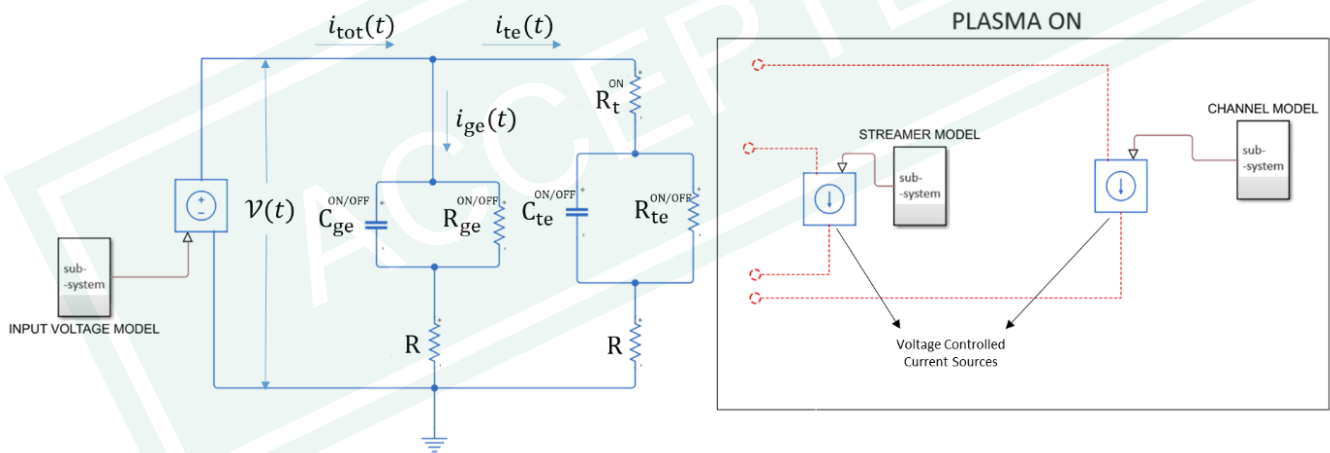 i_tot(t)
i_te(t)
PLASMA ON
R_t^ON
i_ge(t)
CHANNEL MODEL
STREAMER MODEL
sub-
-system
sub-
-system
𝒱(t)
C_ge^ON/OFF
R_ge^ON/OFF
C_te^ON/OFF
R_te^ON/OFF
sub-
-system
INPUT VOLTAGE MODEL
R
R
Voltage Controlled
Current Sources
ACCEPTE